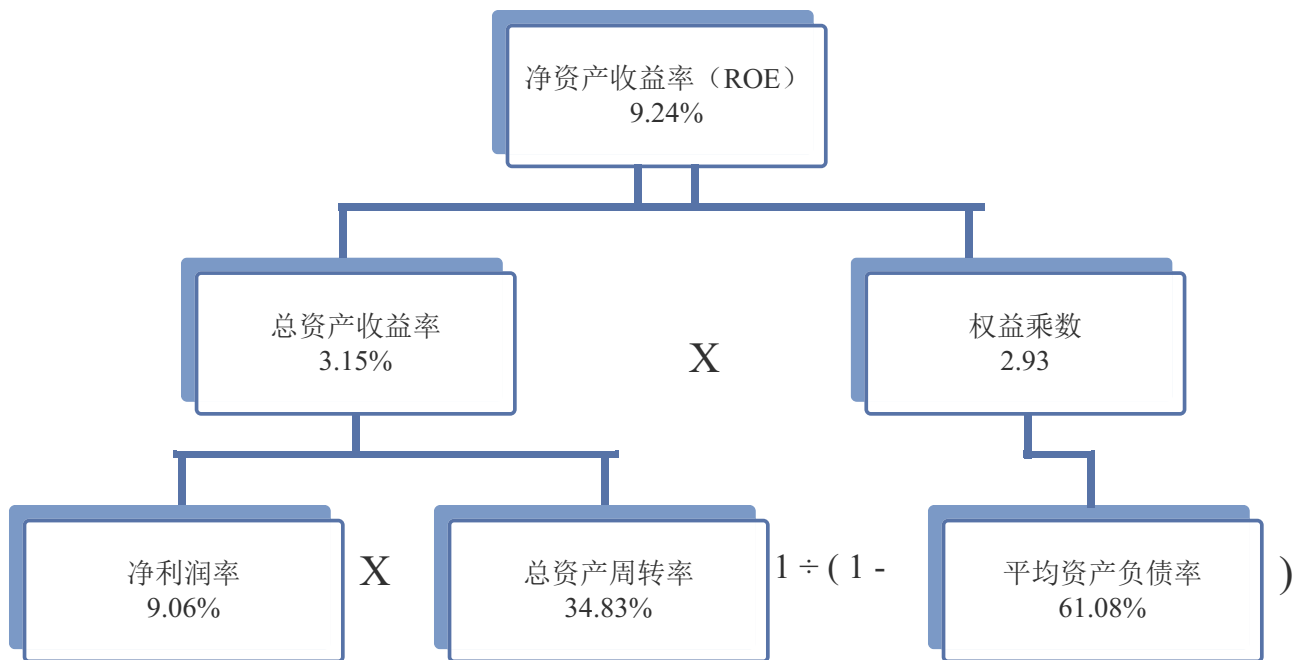 净资产收益率（ROE）
9.24%
总资产收益率
3.15%
X
权益乘数
2.93
净利润率
9.06%
X
总资产周转率
34.83%
1 ÷ ( 1 -
平均资产负债率
61.08%
)